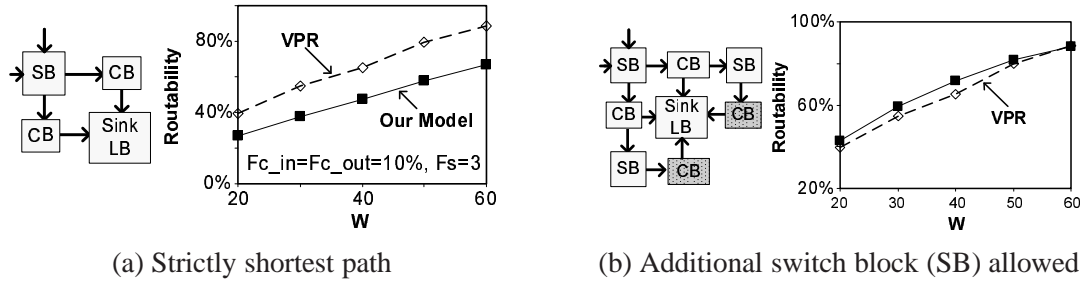 SB
CB
CB
Sink
LB
Routability
80%
40%
0%
VPR
Our Model
Fc_in=Fc_out=10%, Fs=3
20
30
40
50
60
W
(a) Strictly shortest path
SB
CB
SB
CB
Sink
LB
CB
SB
CB
Routability
100%
60%
20%
VPR
20
30
40
50
60
W
(b) Additional switch block (SB) allowed